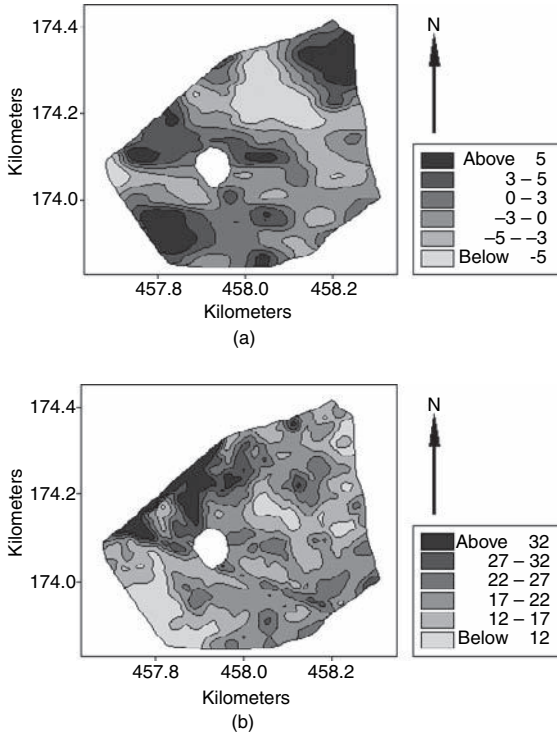 (a)
N
Kilometers
174.4
174.2
174.0
457.8 458.0 458.2
Kilometers
Above 5
3 – 5
0 – 3
–3 – 0
–5 – –3
Below -5
(b)
N
Kilometers
174.4
174.2
174.0
457.8 458.0 458.2
Kilometers
Above 32
27 – 32
22 – 27
17 – 22
12 – 17
Below 12